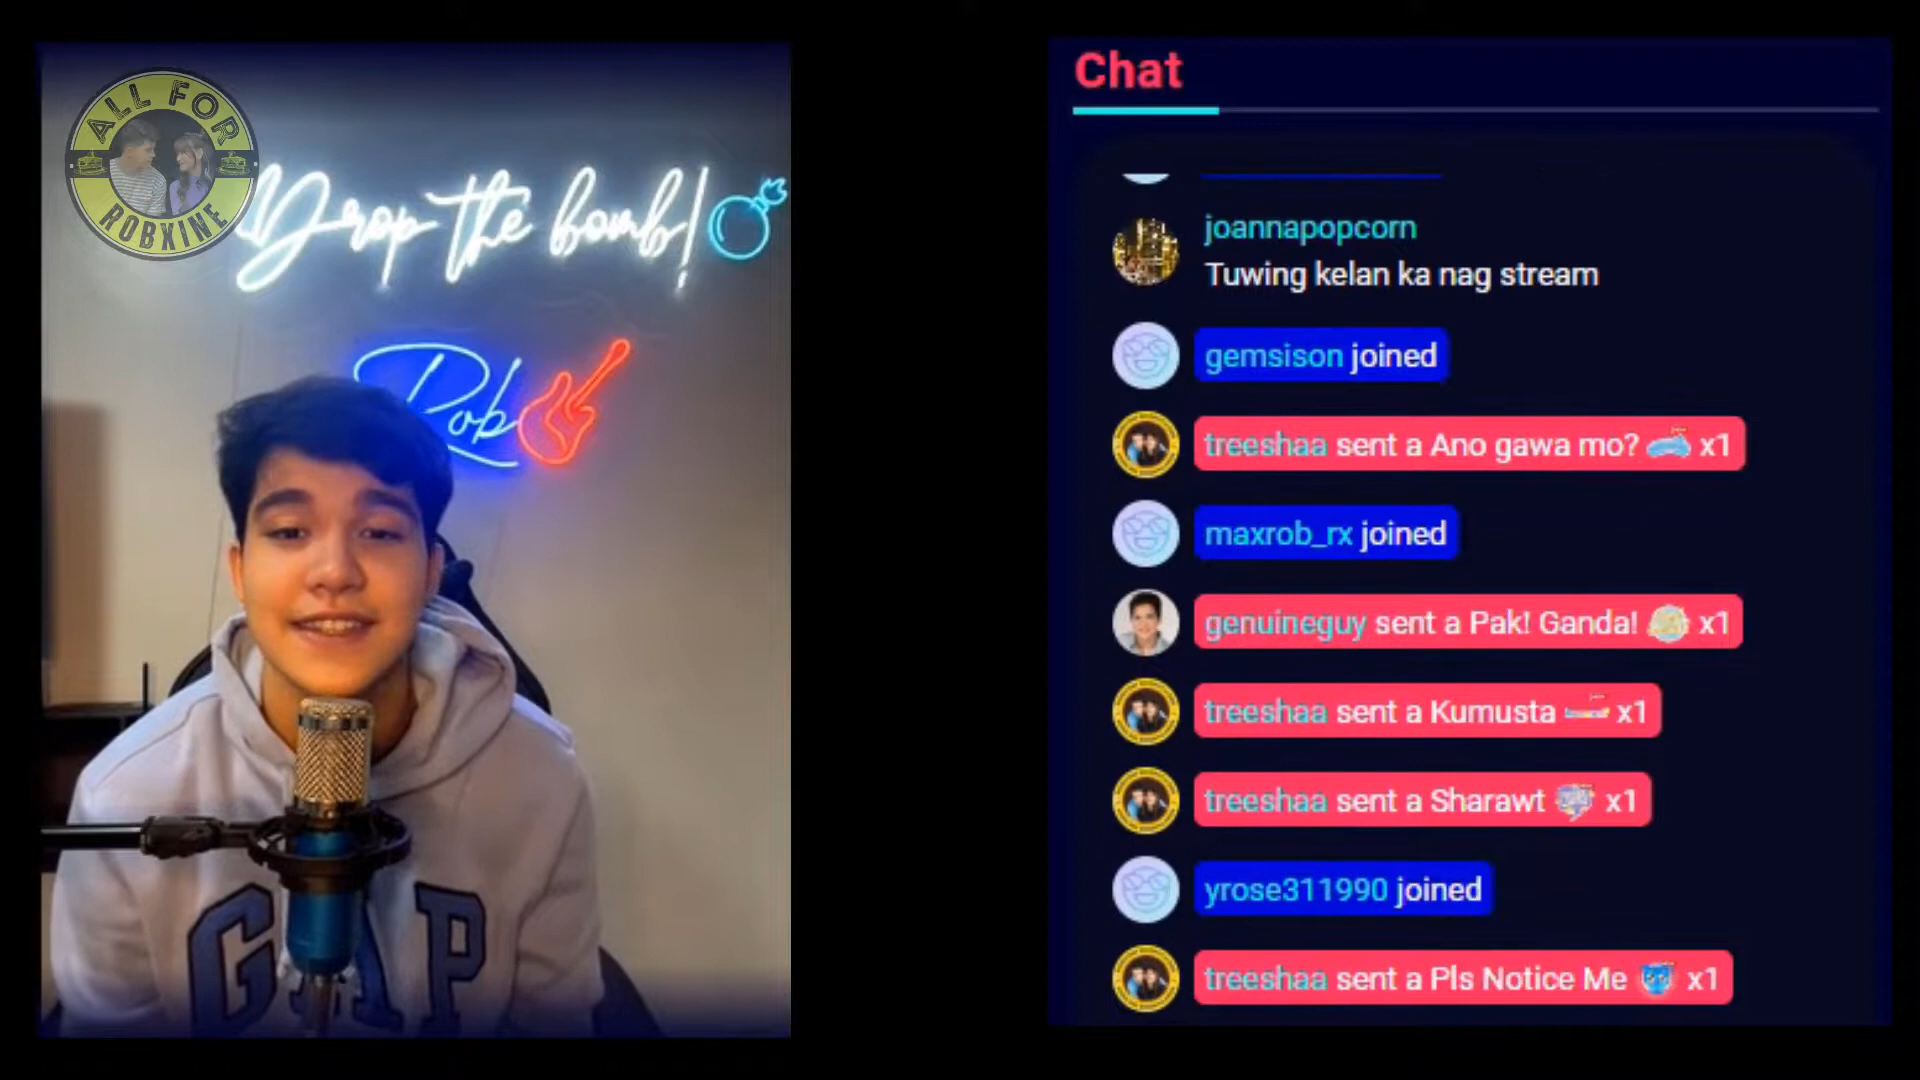 ALL FOR
ROBXINE
Drop the bomb!
Rob
GAP
Chat
joannapopcorn
Tuwing kelan ka nag stream
gemsison joined
treeshaa sent a Ano gawa mo? x1
maxrob_rx joined
genuineguy sent a Pak! Ganda! x1
treeshaa sent a Kumusta x1
treeshaa sent a Sharawt x1
yrose311990 joined
treeshaa sent a Pls Notice Me x1